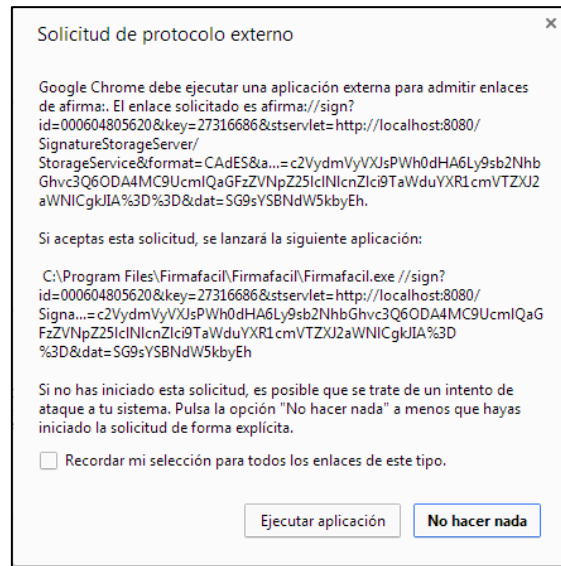 Solicitud de protocolo externo
Google Chrome debe ejecutar una aplicación externa para admitir enlaces
de afirma:. El enlace solicitado es afirma://sign?
id=000604805620&key=27316686&stservlet=http://localhost:8080/
SignatureStorageServer/
StorageService&format=CAdES&a...=c2VydmVyVXJsPWh0dHA6Ly9sb2Nhb
Ghvc3Q6ODA4MC9UcmlQaGFzZVNpZ25lclNlcnZlci9TaWduYXR1cmVTZXJ2
aWNlCgkJIA%3D%3D&dat=SG9sYSBNdW5kbyEh.
Si aceptas esta solicitud, se lanzará la siguiente aplicación:
C:\Program Files\Firmafacil\Firmafacil.exe //sign?
id=000604805620&key=27316686&stservlet=http://localhost:8080/
Signa...=c2VydmVyVXJsPWh0dHA6Ly9sb2Nhb Ghvc3Q6ODA4MC9UcmlQaG
FzZVNpZ25lclNlcnZlci9TaWduYXR1cmVTZXJ2aWNlCgkJIA%3D
%3D&dat=SG9sYSBNdW5kbyEh
Si no has iniciado esta solicitud, es posible que se trate de un intento de
ataque a tu sistema. Pulsa la opción "No hacer nada" a menos que hayas
iniciado la solicitud de forma explícita.
Recordar mi selección para todos los enlaces de este tipo.
Ejecutar aplicación
No hacer nada